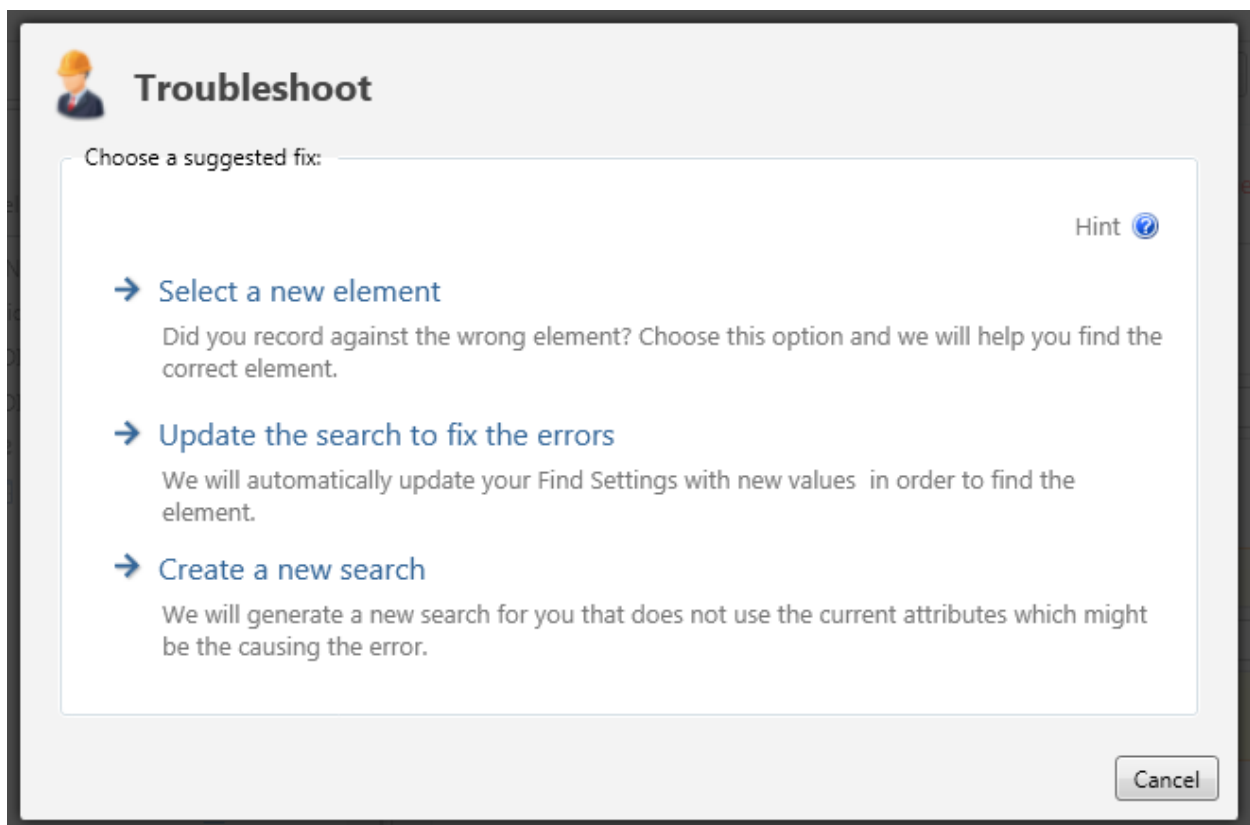 Troubleshoot
Choose a suggested fix:
Hint
Select a new element
Did you record against the wrong element? Choose this option and we will help you find the
correct element.
Update the search to fix the errors
We will automatically update your Find Settings with new values  in order to find the
element.
Create a new search
We will generate a new search for you that does not use the current attributes which might
be the causing the error.
Cancel